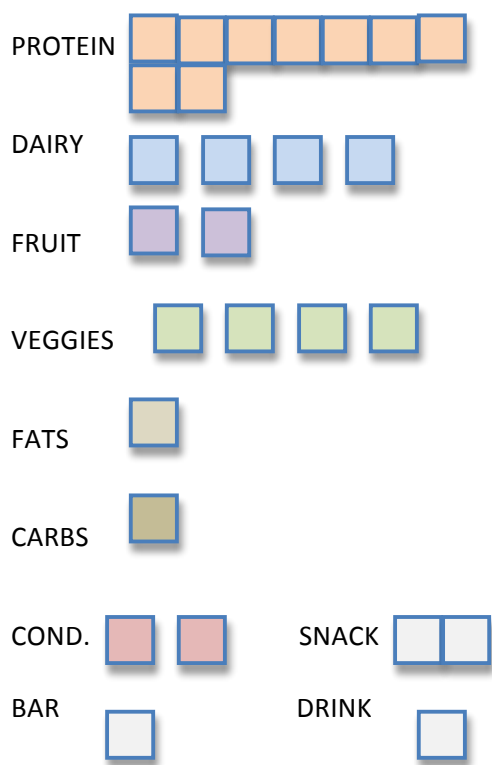 PROTEIN
DAIRY
FRUIT
VEGGIES
FATS
CARBS
COND. SNACK
BAR DRINK